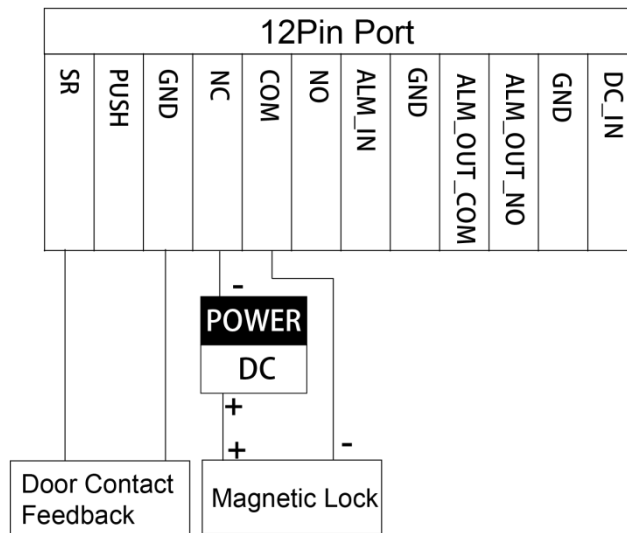 12Pin Port
SR
PUSH
GND
NC
COM
NO
ALM_IN
GND
ALM_OUT_COM
ALM_OUT_NO
GND
DC_IN
-
POWER
DC
+
+
-
Door Contact
Feedback
Magnetic Lock